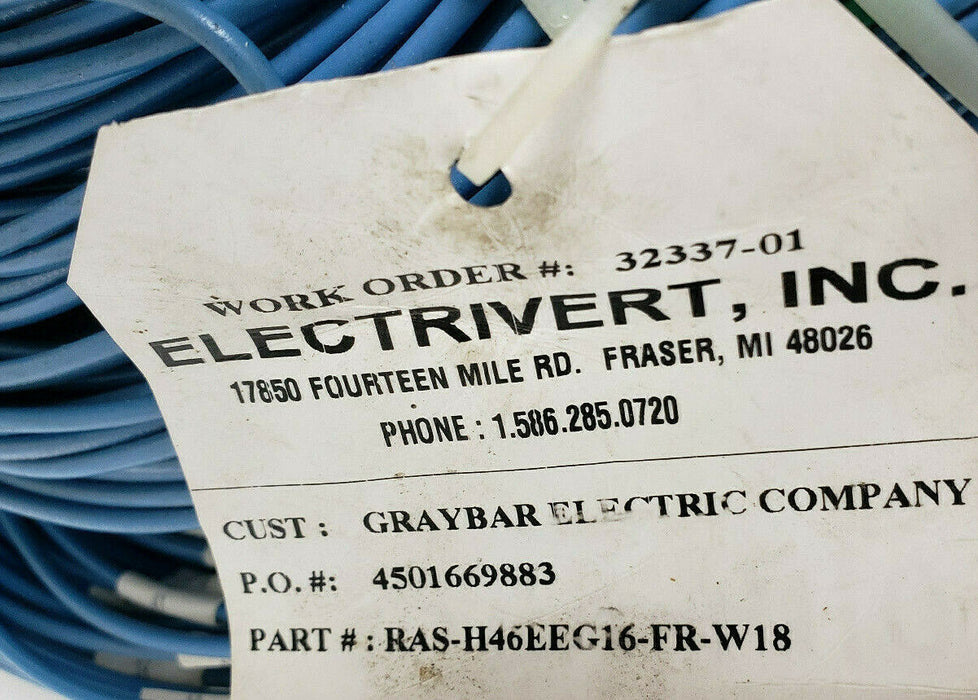 WORK ORDER #: 32337-01
ELECTRIVERT, INC.
17850 FOURTEEN MILE RD. FRASER, MI 48026
PHONE : 1.586.285.0720
CUST : GRAYBAR ELECTRIC COMPANY
P.O. #: 4501669883
PART # : RAS-H46EEG16-FR-W18